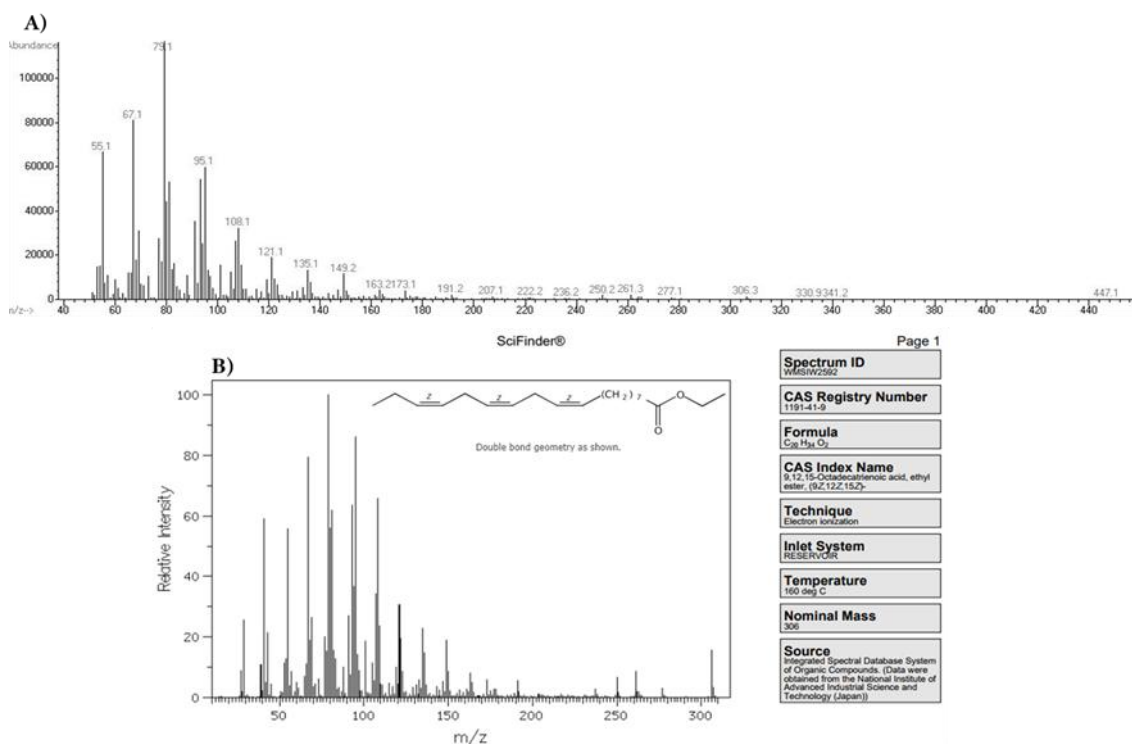 A)
Abundance
79.1
100000
80000
60000
40000
20000
0
67.1
55.1
95.1
108.1
121.1
135.1
149.2
163.2
173.1
191.2
207.1
222.2
236.2
250.2
261.3
277.1
306.3
330.9
341.2
447.1
m/z-->
40 60 80 100 120 140 160 180 200 220 240 260 280 300 320 340 360 380 400 420 440
SciFinder®
Page 1
B)
Relative Intensity
100
80
60
40
20
0
z z z
(CH2)7
O
O
Double bond geometry as shown.
50 100 150 200 250 300
m/z
Spectrum ID
WMSIW2592
CAS Registry Number
1191-41-9
Formula
C20 H34 O2
CAS Index Name
9,12,15-Octadecatrienoic acid, ethyl
ester, (9Z,12Z,15Z)-
Technique
Electron ionization
Inlet System
RESERVOIR
Temperature
160 deg C
Nominal Mass
306
Source
Integrated Spectral Database System
of Organic Compounds. (Data were
obtained from the National Institute of
Advanced Industrial Science and
Technology (Japan))